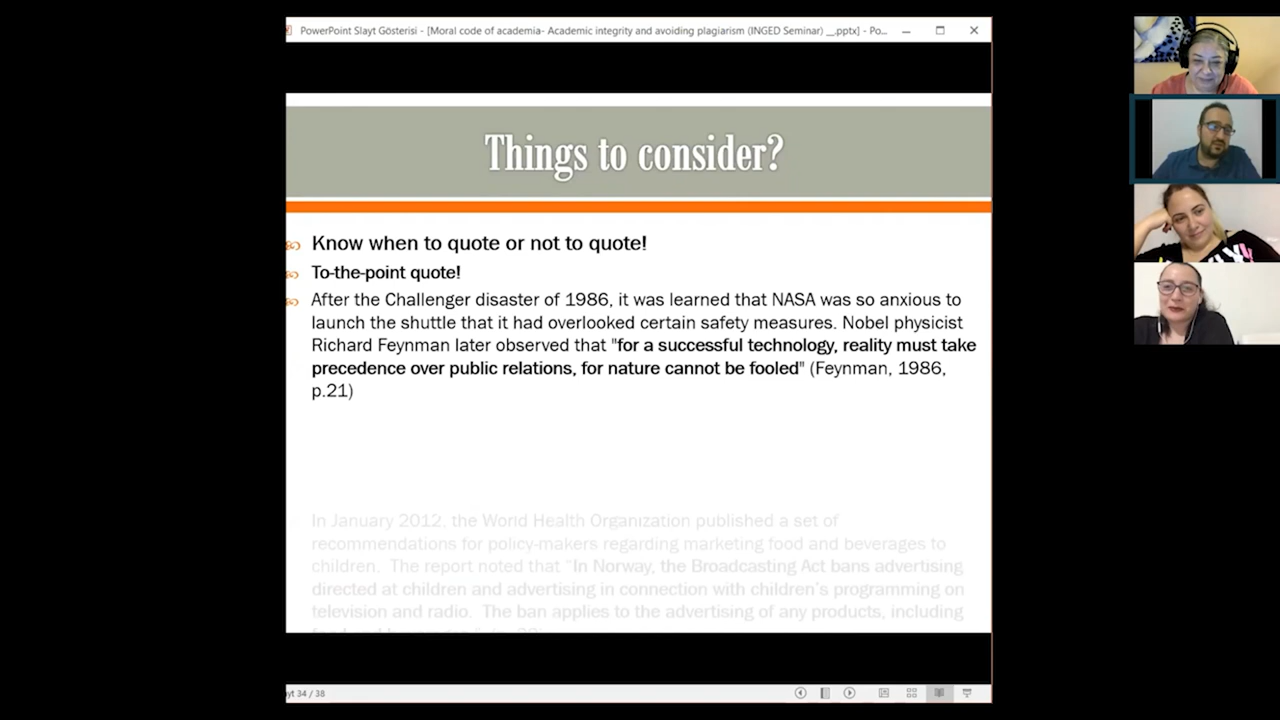 PowerPoint Slayt Gösterisi - [Moral code of academia- Academic integrity and avoiding plagiarism (INGED Seminar) __.pptx] - Po...
Things to consider?
Know when to quote or not to quote!
To-the-point quote!
After the Challenger disaster of 1986, it was learned that NASA was so anxious to
launch the shuttle that it had overlooked certain safety measures. Nobel physicist
Richard Feynman later observed that "for a successful technology, reality must take
precedence over public relations, for nature cannot be fooled" (Feynman, 1986,
p.21)
In January 2012, the World Health Organization published a set of
recommendations for policy-makers regarding marketing food and beverages to
children. The report noted that “In Norway, the Broadcasting Act bans advertising
directed at children and advertising in connection with children’s programming on
television and radio. The ban applies to the advertising of any products, including
34 / 38